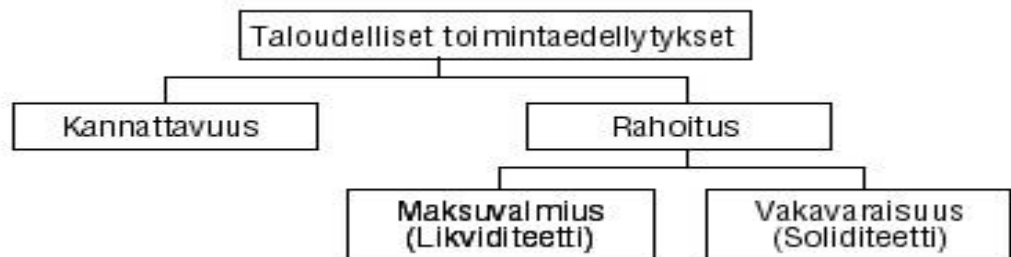 Taloudelliset toimintaedellytykset
Kannattavuus
Rahoitus
Maksuvalmius
(Likviditeetti)
Vakavaraisuus
(Soliditeetti)